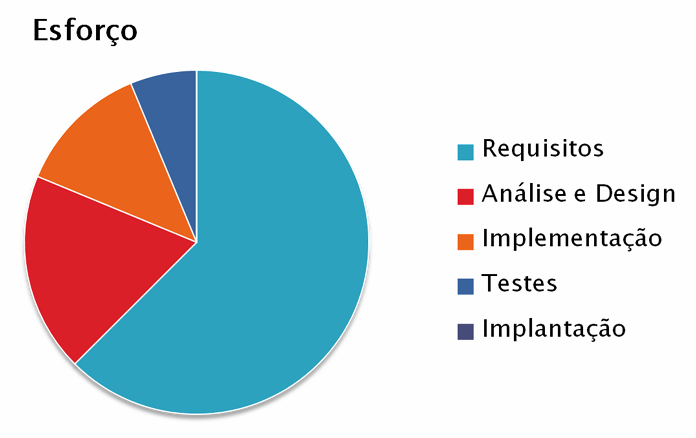 Esforço
Requisitos
Análise e Design
Implementação
Testes
Implantação